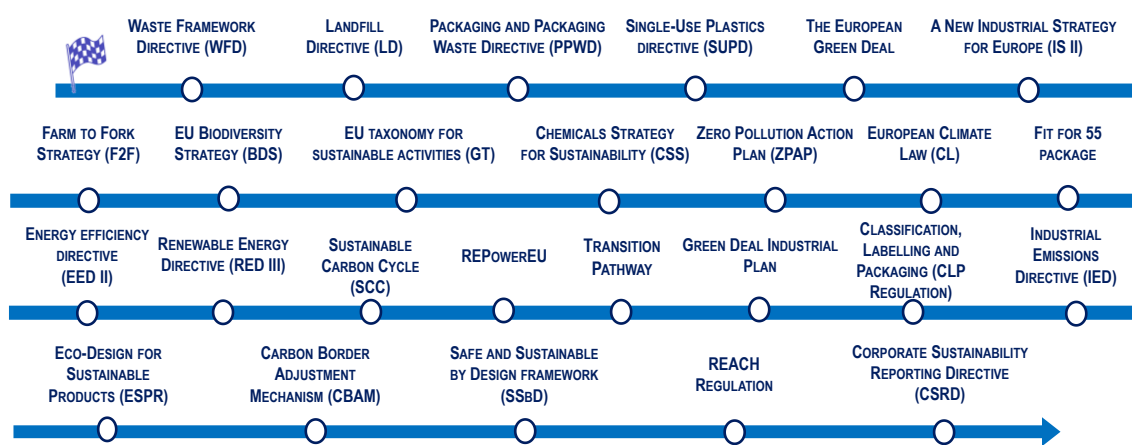 WASTE FRAMEWORK
DIRECTIVE (WFD)
LANDFILL
DIRECTIVE (LD)
PACKAGING AND PACKAGING
WASTE DIRECTIVE (PPWD)
SINGLE-USE PLASTICS
DIRECTIVE (SUPD)
THE EUROPEAN
GREEN DEAL
A NEW INDUSTRIAL STRATEGY
FOR EUROPE (IS II)
FARM TO FORK
STRATEGY (F2F)
EU BIODIVERSITY
STRATEGY (BDS)
EU TAXONOMY FOR
SUSTAINABLE ACTIVITIES (GT)
CHEMICALS STRATEGY
FOR SUSTAINABILITY (CSS)
ZERO POLLUTION ACTION
PLAN (ZPAP)
EUROPEAN CLIMATE
LAW (CL)
FIT FOR 55
PACKAGE
ENERGY EFFICIENCY
DIRECTIVE
(EED II)
RENEWABLE ENERGY
DIRECTIVE (RED III)
SUSTAINABLE
CARBON CYCLE
(SCC)
REPOWEREU
TRANSITION
PATHWAY
GREEN DEAL INDUSTRIAL
PLAN
CLASSIFICATION,
LABELLING AND
PACKAGING (CLP
REGULATION)
INDUSTRIAL
EMISSIONS
DIRECTIVE (IED)
ECO-DESIGN FOR
SUSTAINABLE
PRODUCTS (ESPR)
CARBON BORDER
ADJUSTMENT
MECHANISM (CBAM)
SAFE AND SUSTAINABLE
BY DESIGN FRAMEWORK
(SSBD)
REACH
REGULATION
CORPORATE SUSTAINABILITY
REPORTING DIRECTIVE
(CSRD)